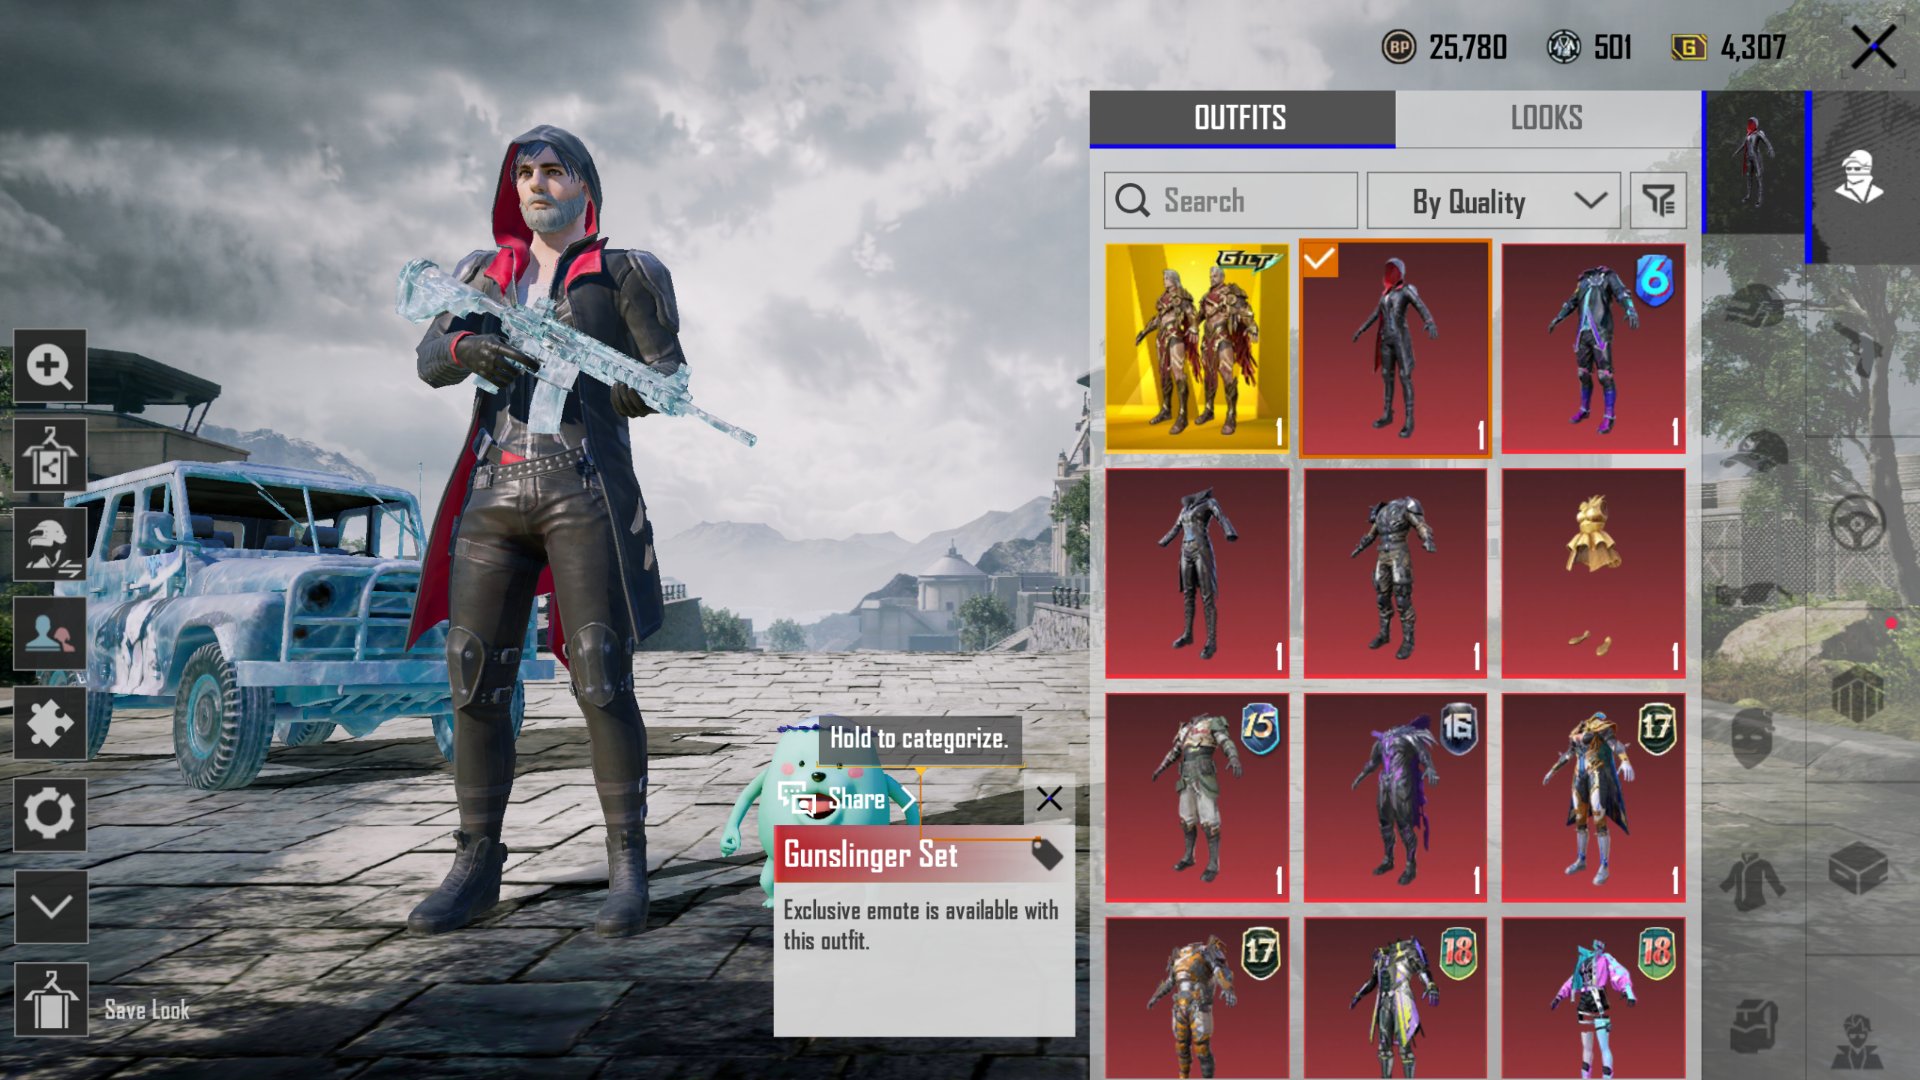 BP 25,780 501 G 4,307
OUTFITS LOOKS
Search By Quality
GILT
1
1
6
1
1
1
1
15
1
16
1
17
1
17
18
18
Hold to categorize.
Share
Gunslinger Set
Exclusive emote is available with
this outfit.
Save Look